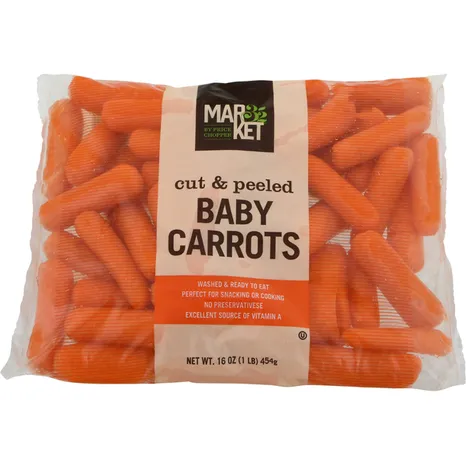 MAR 32
BY PRICE CHOPPER
KET
cut & peeled
BABY
CARROTS
WASHED & READY TO EAT
PERFECT FOR SNACKING OR COOKING
NO PRESERVATIVESE
EXCELLENT SOURCE OF VITAMIN A
U
NET WT. 16 OZ (1 LB) 454g